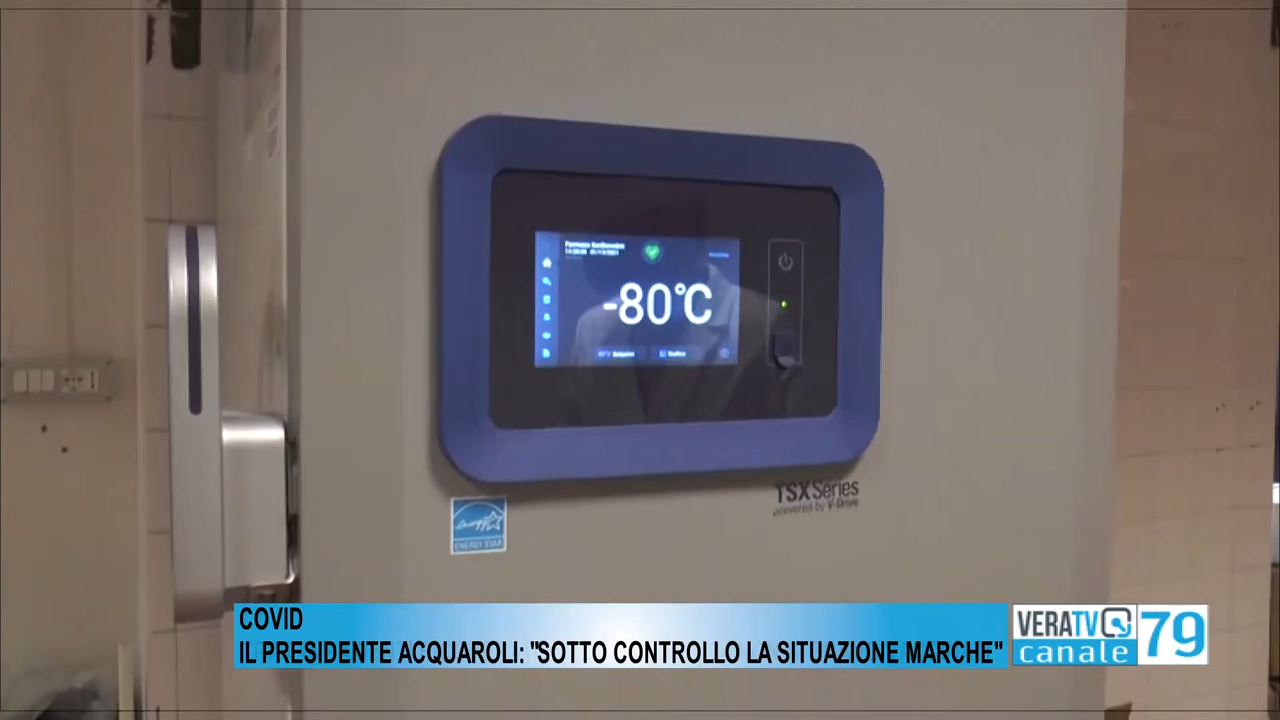 -80°C
TSX Series
powered by V-Drive
ENERGY STAR
COVID
IL PRESIDENTE ACQUAROLI: "SOTTO CONTROLLO LA SITUAZIONE MARCHE"
VERATV
canale
79